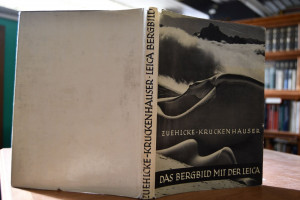 ZUEHLCKE-KRUCKENHAUSER · LEICA BERGBILD
ZUEHLCKE-KRUCKENHAUSER
DAS BERGBILD MIT DER LEICA